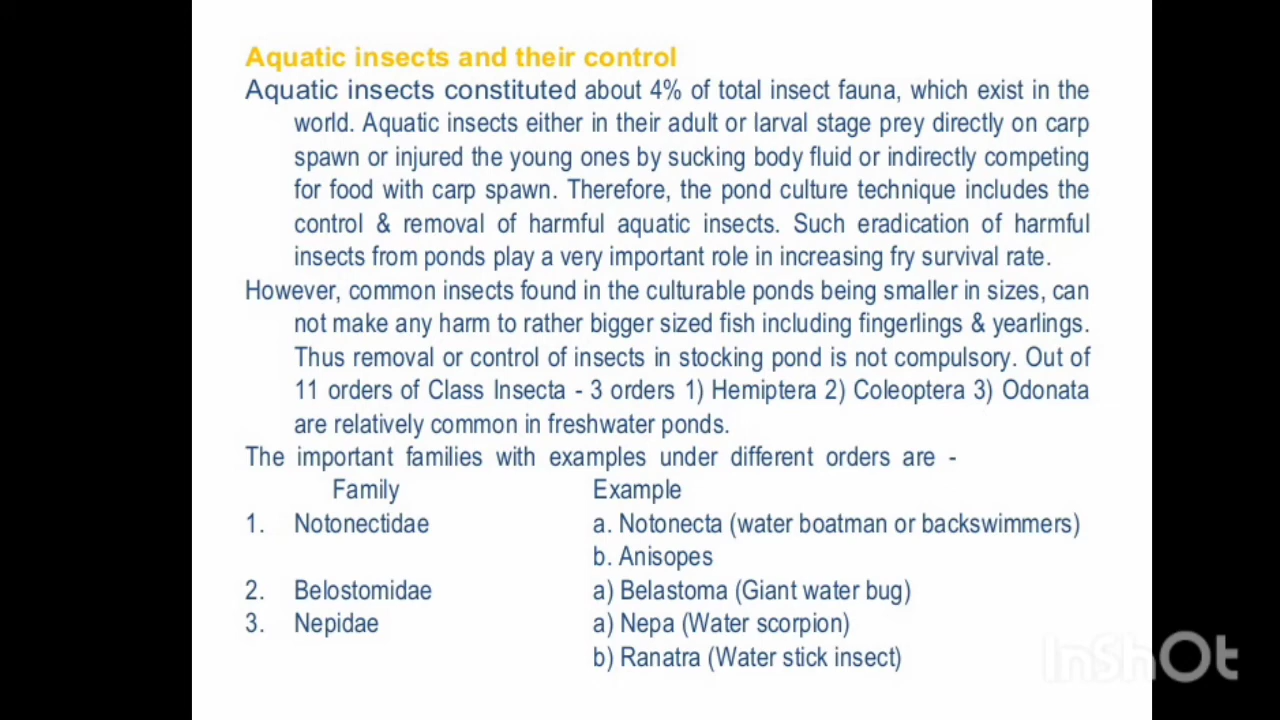 Aquatic insects and their control
Aquatic insects constituted about 4% of total insect fauna, which exist in the
world. Aquatic insects either in their adult or larval stage prey directly on carp
spawn or injured the young ones by sucking body fluid or indirectly competing
for food with carp spawn. Therefore, the pond culture technique includes the
control & removal of harmful aquatic insects. Such eradication of harmful
insects from ponds play a very important role in increasing fry survival rate.
However, common insects found in the culturable ponds being smaller in sizes, can
not make any harm to rather bigger sized fish including fingerlings & yearlings.
Thus removal or control of insects in stocking pond is not compulsory. Out of
11 orders of Class Insecta - 3 orders 1) Hemiptera 2) Coleoptera 3) Odonata
are relatively common in freshwater ponds.
The important families with examples under different orders are -
Family Example
1. Notonectidae a. Notonecta (water boatman or backswimmers)
b. Anisopes
2. Belostomidae a) Belastoma (Giant water bug)
3. Nepidae a) Nepa (Water scorpion)
b) Ranatra (Water stick insect)
InShOt